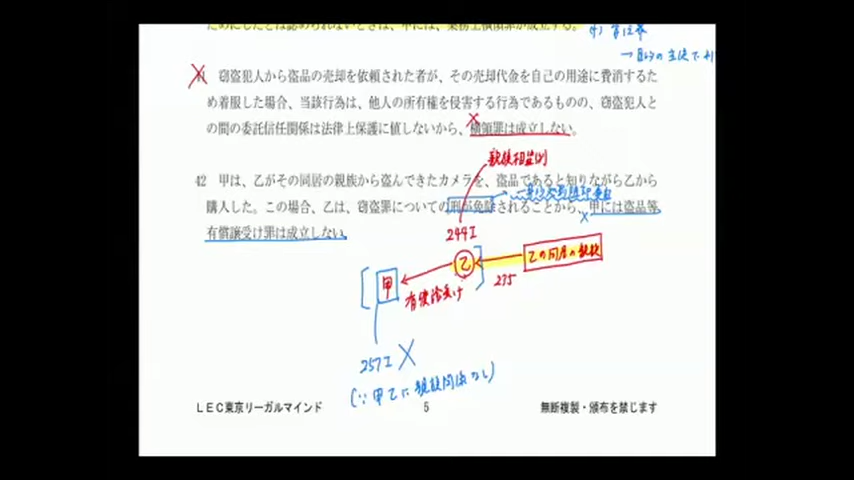 ためにしたとは認められないときは、甲には、業務上横領罪が成立する。
→自分の主使で
41 窃盗犯人から盗品の売却を依頼された者が、その売却代金を自己の用途に費消するた
め着服した場合、当該行為は、他人の所有権を侵害する行為であるものの、窃盗犯人と
の間の委託信任関係は法律上保護に値しないから、横領罪は成立しない。
親族相盗例
42 甲は、乙がその同居の親族から盗んできたカメラを、盗品であると知りながら乙から
購入した。この場合、乙は、窃盗罪についての刑が免除されることから、甲には盗品等
有償譲受け罪は成立しない。
244I
乙の同居の親族
乙
235
甲
有償譲受け
257I
(∵甲乙に親族関係なし)
LEC東京リーガルマインド 5 無断複製・頒布を禁じます